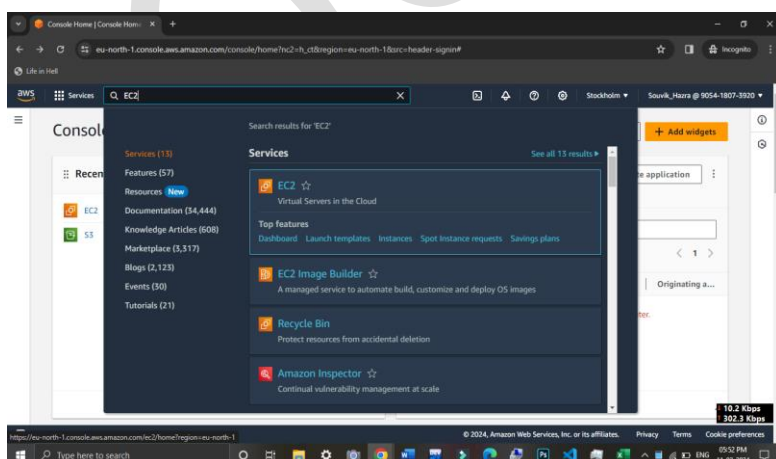 Console Home | Console Home
eu-north-1.console.aws.amazon.com/console/home?nc2=h_ct&region=eu-north-1&src=header-signin#
Incognito
Life in Hell
aws
Services
EC2
Stockholm
Souvik_Hazra @ 9054-1807-3920
Consol
Search results for 'EC2'
+ Add widgets
Services (13)
Features (57)
Resources New
Documentation (34,444)
Knowledge Articles (608)
Marketplace (3,317)
Blogs (2,123)
Events (30)
Tutorials (21)
Services
See all 13 results
EC2
Virtual Servers in the Cloud
Top features
Dashboard Launch templates Instances Spot Instance requests Savings plans
EC2 Image Builder
A managed service to automate build, customize and deploy OS images
Recycle Bin
Protect resources from accidental deletion
Amazon Inspector
Continual vulnerability management at scale
Recen
EC2
S3
e application
1
Originating a...
ter.
10.2 Kbps
302.3 Kbps
https://eu-north-1.console.aws.amazon.com/ec2/home?region=eu-north-1
© 2024, Amazon Web Services, Inc. or its affiliates.
Privacy Terms Cookie preferences
Type here to search
ENG
05:52 PM